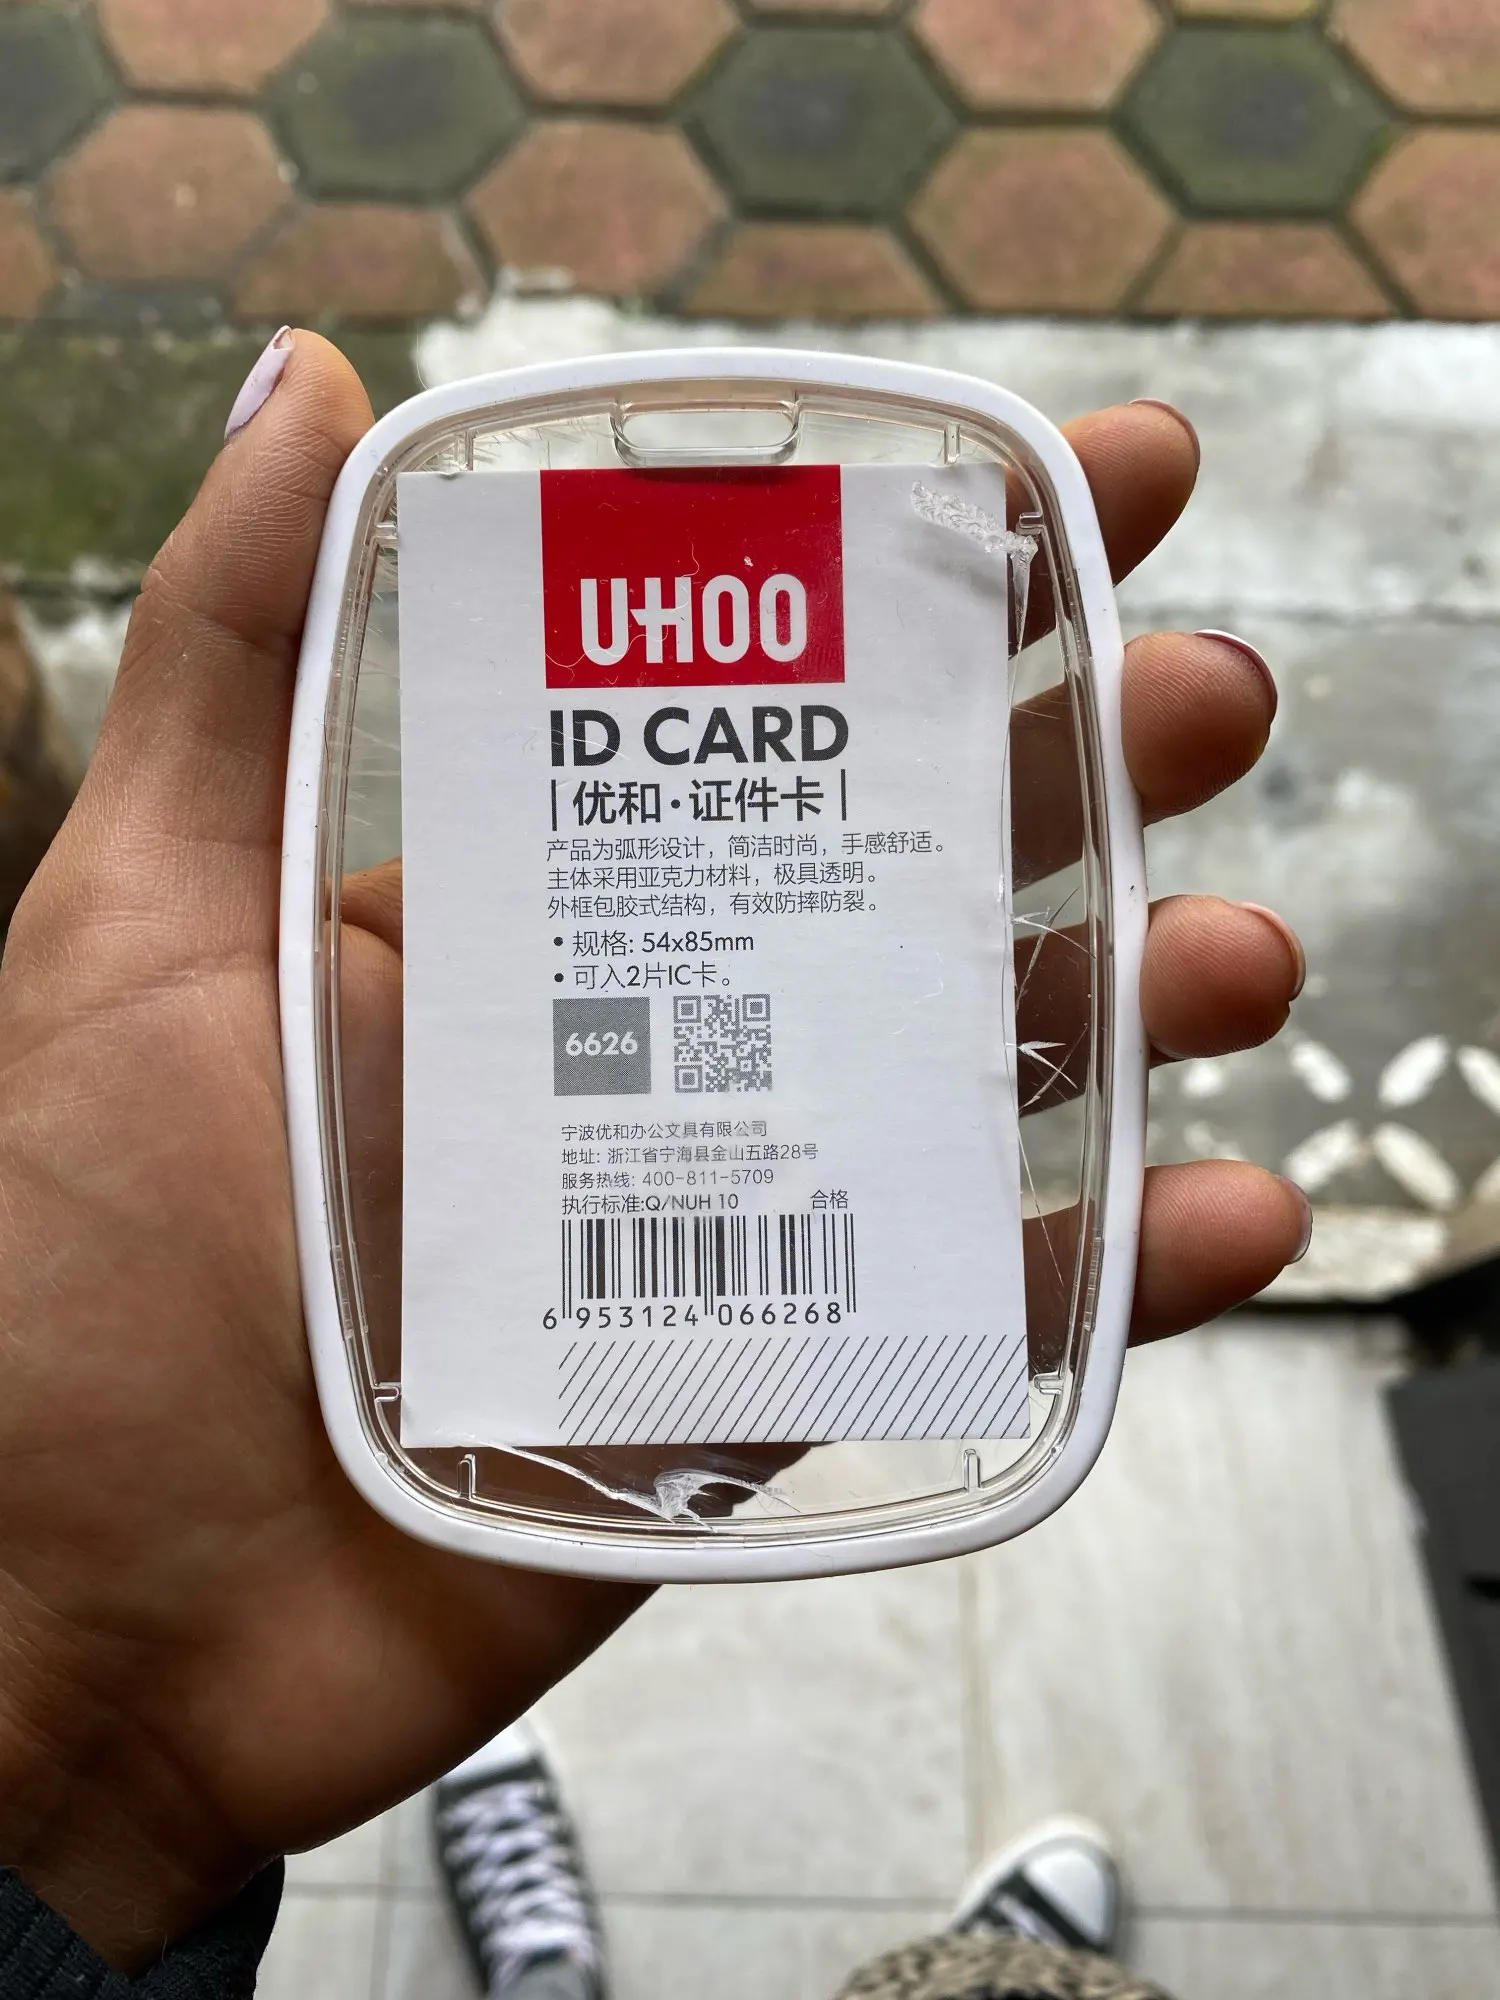 UHOO
ID CARD
|优和·证件卡|
产品为弧形设计，简洁时尚，手感舒适。
主体采用亚克力材料，极具透明。
外框包胶式结构，有效防摔防裂。
• 规格: 54x85mm
• 可入2片IC卡。
6626
宁波优和办公文具有限公司
地址: 浙江省宁海县金山五路28号
服务热线: 400-811-5709
执行标准:Q/NUH 10 合格
6 953124 066268